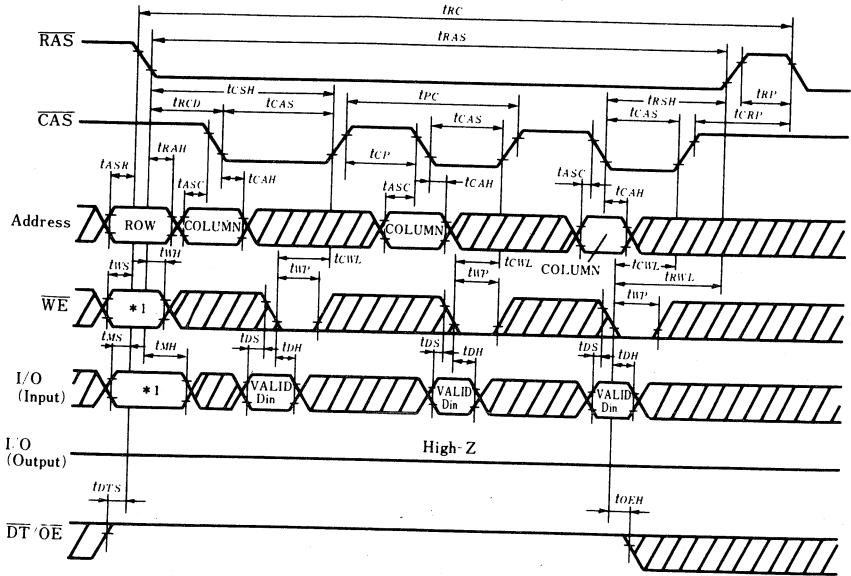 tRC
RAS
tRAS
tCSH
tRCD
tCAS
tPC
tRSH
tRP
CAS
tCAS
tCAS
tCRP
tASR
tRAH
tCP
tASC
tCAH
tASC
tCAH
tASC
tCAH
Address
ROW
COLUMN
COLUMN
COLUMN
tWS
tWH
tCWL
tWP
tCWL
tWP
tCWL
tRWL
tWP
WE
*1
tMS
tMH
tDS
tDH
tDS
tDH
tDS
tDH
I/O
(Input)
*1
VALID
Din
VALID
Din
VALID
Din
I/O
(Output)
High-Z
tDTS
tOEH
DT/OE